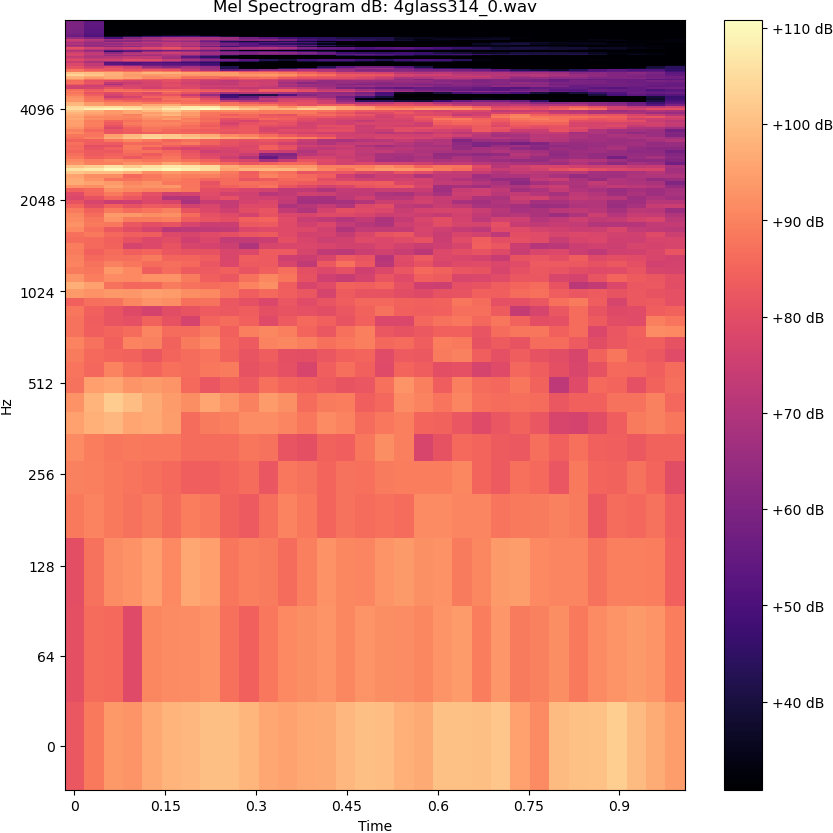 Mel Spectrogram dB: 4glass314_0.wav
4096
2048
1024
512
256
128
64
0
Hz
0 0.15 0.3 0.45 0.6 0.75 0.9
Time
+110 dB
+100 dB
+90 dB
+80 dB
+70 dB
+60 dB
+50 dB
+40 dB